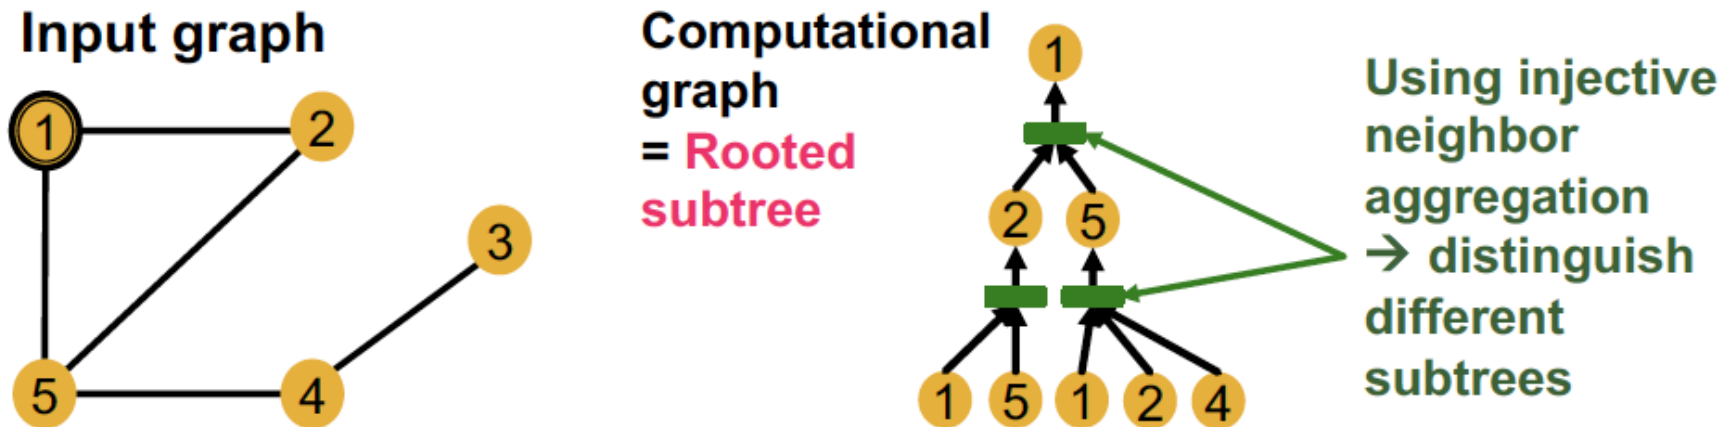 Input graph
1
2
3
5
4
Computational
graph
= Rooted
subtree
1
2 5
1 5 1 2 4
Using injective
neighbor
aggregation
→ distinguish
different
subtrees